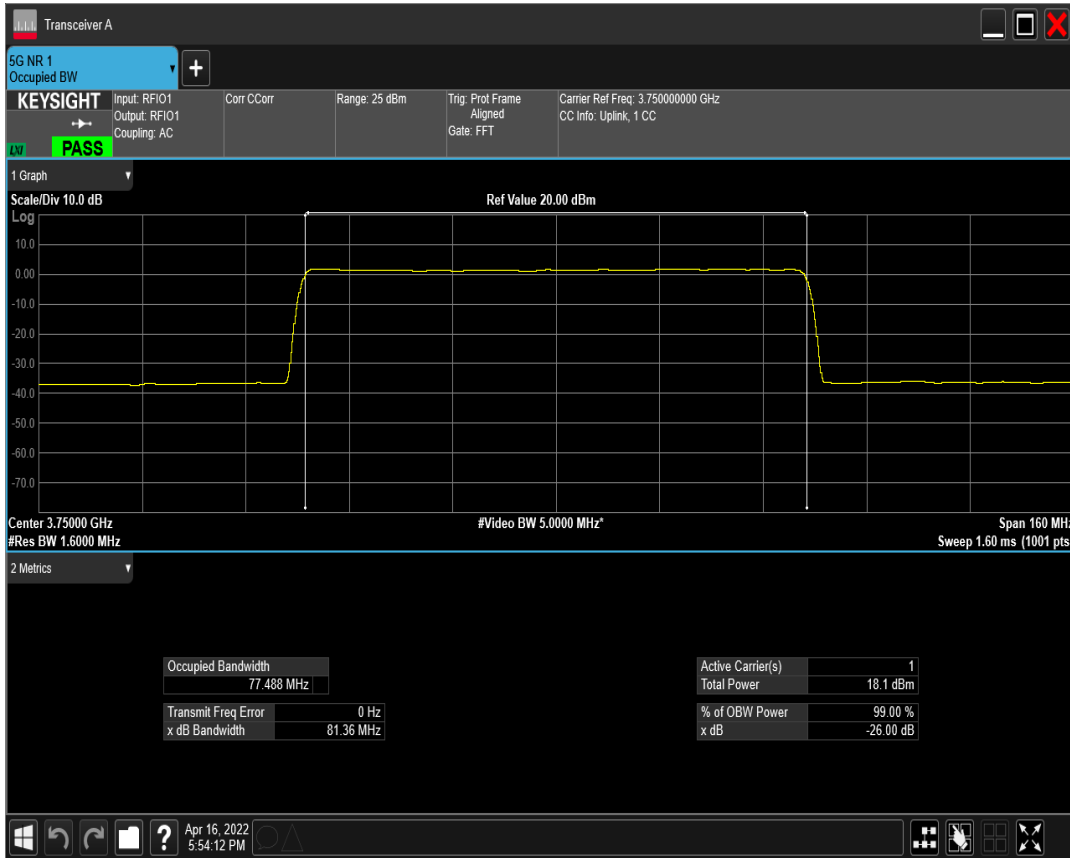 Transceiver A
5G NR 1
Occupied BW
+
KEYSIGHT
LXI
PASS
Input: RFIO1
Output: RFIO1
Coupling: AC
Corr CCorr
Range: 25 dBm
Trig: Prot Frame
Aligned
Gate: FFT
Carrier Ref Freq: 3.750000000 GHz
CC Info: Uplink, 1 CC
1 Graph
Scale/Div 10.0 dB
Ref Value 20.00 dBm
Log
10.0
0.00
-10.0
-20.0
-30.0
-40.0
-50.0
-60.0
-70.0
Center 3.75000 GHz
#Video BW 5.0000 MHz*
Span 160 MHz
#Res BW 1.6000 MHz
Sweep 1.60 ms (1001 pts
2 Metrics
Occupied Bandwidth
77.488 MHz
Transmit Freq Error 0 Hz
x dB Bandwidth 81.36 MHz
Active Carrier(s) 1
Total Power 18.1 dBm
% of OBW Power 99.00 %
x dB -26.00 dB
?
Apr 16, 2022
5:54:12 PM